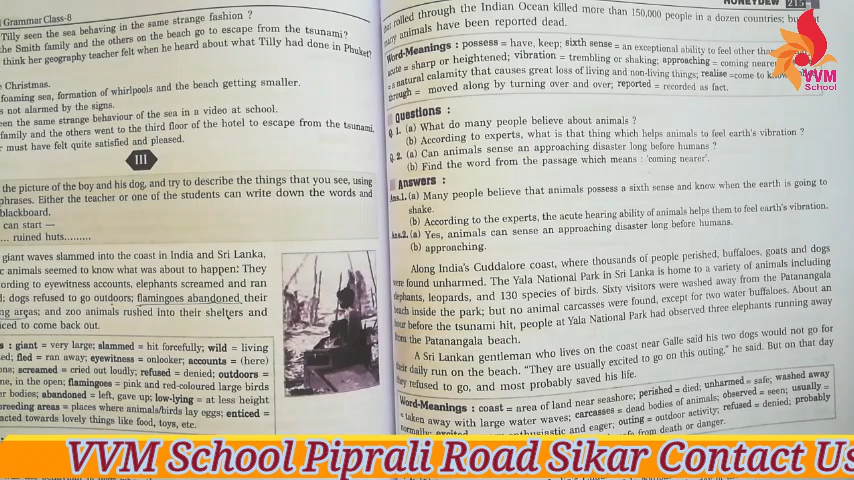 Grammar Class-8
Tilly seen the sea behaving in the same strange fashion ?
the Smith family and the others on the beach go to escape from the tsunami?
think her geography teacher felt when he heard about what Tilly had done in Phuket?
Christmas.
foaming sea, formation of whirlpools and the beach getting smaller.
s not alarmed by the signs.
een the same strange behaviour of the sea in a video at school.
family and the others went to the third floor of the hotel to escape from the tsunami.
must have felt quite satisfied and pleased.
III
the picture of the boy and his dog, and try to describe the things that you see, using
phrases. Either the teacher or one of the students can write down the words and
blackboard.
can start —
... ruined huts.........
giant waves slammed into the coast in India and Sri Lanka,
c animals seemed to know what was about to happen: They
ording to eyewitness accounts, elephants screamed and ran
d; dogs refused to go outdoors; flamingoes abandoned their
ng areas; and zoo animals rushed into their shelters and
iced to come back out.
s : giant = very large; slammed = hit forcefully; wild = living
ed; fled = ran away; eyewitness = onlooker; accounts = (here)
ons; screamed = cried out loudly; refused = denied; outdoors =
me, in the open; flamingoes = pink and red-coloured large birds
er bodies; abandoned = left, gave up; low-lying = at less height
breeding areas = places where animals/birds lay eggs; enticed =
acted towards lovely things like food, toys, etc.
HONEYDEW 215
rolled through the Indian Ocean killed more than 150,000 people in a dozen countries; but
many animals have been reported dead.
Word-Meanings : possess = have, keep; sixth sense = an exceptional ability to feel other than
acute = sharp or heightened; vibration = trembling or shaking; approaching = coming nearer
= a natural calamity that causes great loss of living and non-living things; realise =come to
through = moved along by turning over and over; reported = recorded as fact.
Questions :
Q 1. (a) What do many people believe about animals ?
(b) According to experts, what is that thing which helps animals to feel earth's vibration ?
Q. 2. (a) Can animals sense an approaching disaster long before humans ?
(b) Find the word from the passage which means : 'coming nearer'.
Answers :
Ans.1. (a) Many people believe that animals possess a sixth sense and know when the earth is going to
shake.
(b) According to the experts, the acute hearing ability of animals helps them to feel earth's vibration.
Ans.2. (a) Yes, animals can sense an approaching disaster long before humans.
(b) approaching.
Along India's Cuddalore coast, where thousands of people perished, buffaloes, goats and dogs
were found unharmed. The Yala National Park in Sri Lanka is home to a variety of animals including
elephants, leopards, and 130 species of birds. Sixty visitors were washed away from the Patanangala
beach inside the park; but no animal carcasses were found, except for two water buffaloes. About an
hour before the tsunami hit, people at Yala National Park had observed three elephants running away
from the Patanangala beach.
A Sri Lankan gentleman who lives on the coast near Galle said his two dogs would not go for
their daily run on the beach. “They are usually excited to go on this outing,” he said. But on that day
they refused to go, and most probably saved his life.
Word-Meanings : coast = area of land near seashore; perished = died; unharmed = safe; washed away
= taken away with large water waves; carcasses = dead bodies of animals; observed = seen; usually =
normally; excited enthusiastic and eager; outing = outdoor activity; refused = denied; probably
from death or danger.
VVM
School
VVM School Piprali Road Sikar Contact Us